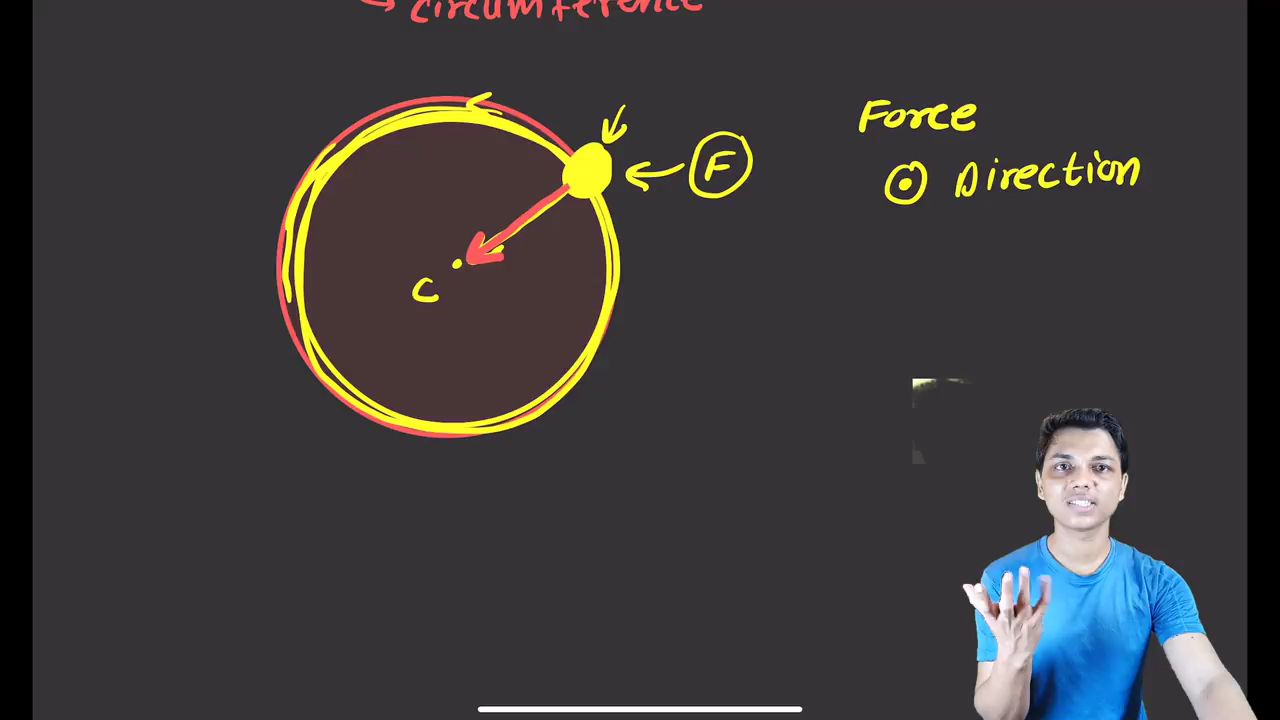 → circumference
Force
F
Direction
C